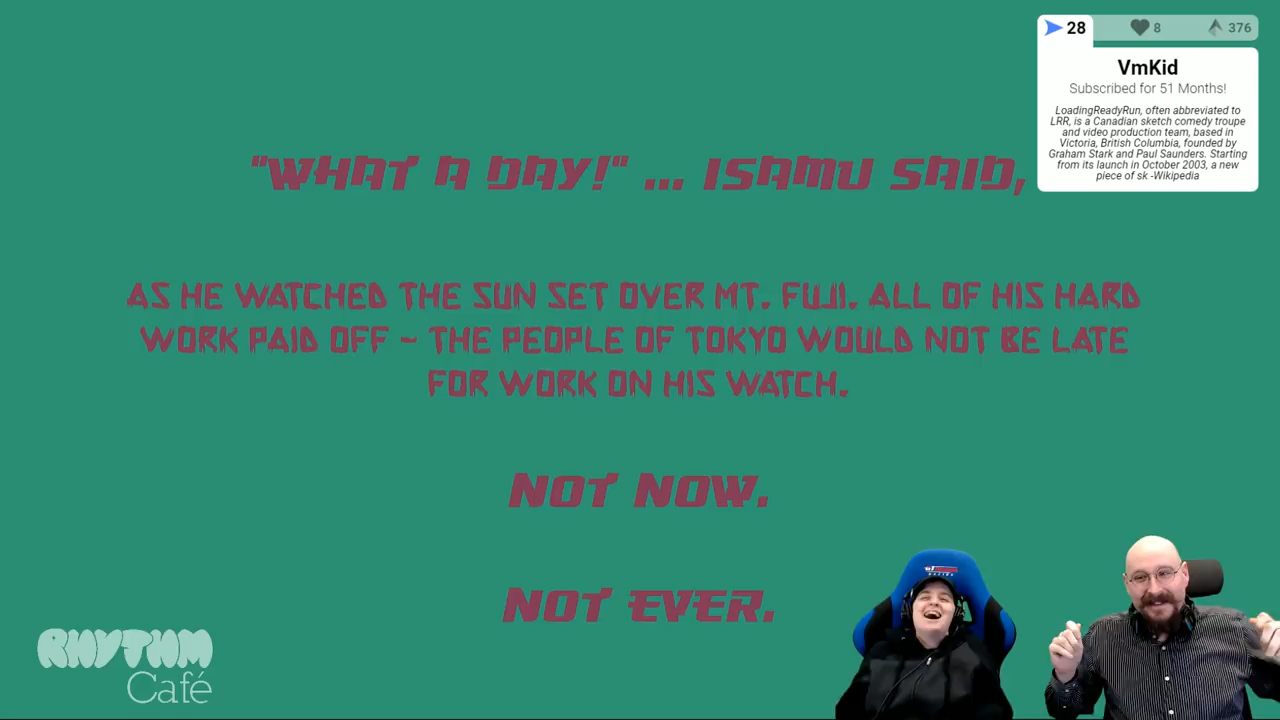 28
8
376
VmKid
Subscribed for 51 Months!
LoadingReadyRun, often abbreviated to
LRR, is a Canadian sketch comedy troupe
and video production team, based in
Victoria, British Columbia, founded by
Graham Stark and Paul Saunders. Starting
from its launch in October 2003, a new
piece of sk -Wikipedia
"WHAT A DAY!" ... ISAMU SAID,
AS HE WATCHED THE SUN SET OVER MT. FUJI. ALL OF HIS HARD
WORK PAID OFF - THE PEOPLE OF TOKYO WOULD NOT BE LATE
FOR WORK ON HIS WATCH.
NOT NOW.
NOT EVER.
RHYTHM
Café